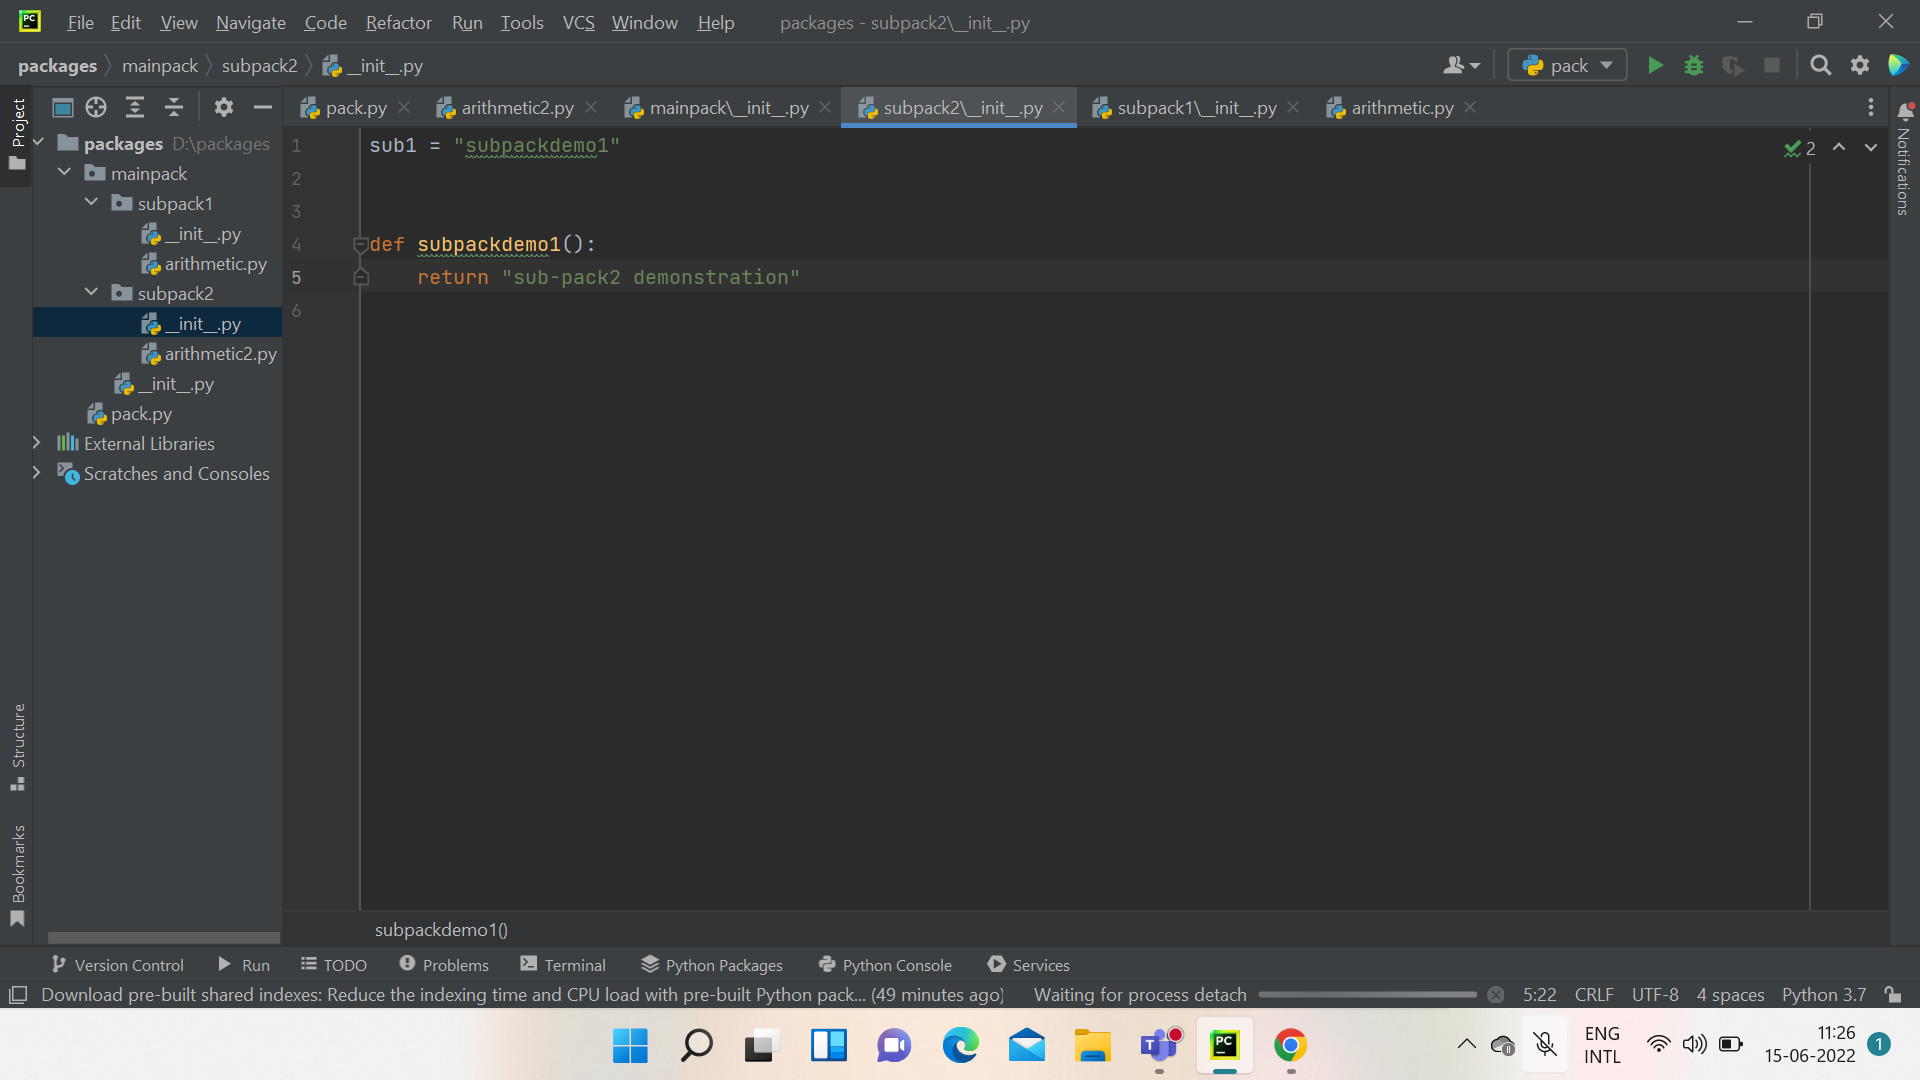 File Edit View Navigate Code Refactor Run Tools VCS Window Help packages - subpack2\__init__.py
packages mainpack subpack2 __init__.py pack
pack.py arithmetic2.py mainpack\__init__.py subpack2\__init__.py subpack1\__init__.py arithmetic.py
Project
packages D:\packages
mainpack
subpack1
__init__.py
arithmetic.py
subpack2
__init__.py
arithmetic2.py
__init__.py
pack.py
External Libraries
Scratches and Consoles
Structure
Bookmarks
1 sub1 = "subpackdemo1"
2
3
4 def subpackdemo1():
5 return "sub-pack2 demonstration"
6
2
Notifications
subpackdemo1()
Version Control Run TODO Problems Terminal Python Packages Python Console Services
Download pre-built shared indexes: Reduce the indexing time and CPU load with pre-built Python pack... (49 minutes ago) Waiting for process detach 5:22 CRLF UTF-8 4 spaces Python 3.7
ENG 11:26
INTL 15-06-2022 1